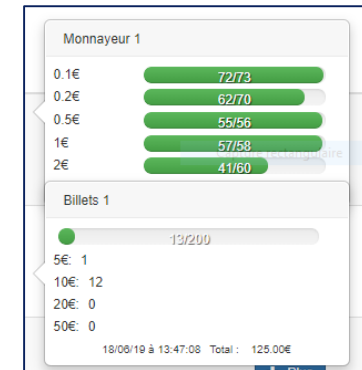 Monnayeur 1
0.1€ 72/73
0.2€ 62/70
0.5€ 55/56
1€ 57/58
Capture rectangulaire
2€ 41/60
Billets 1
13/200
5€: 1
10€: 12
20€: 0
50€: 0
18/06/19 à 13:47:08 Total : 125.00€